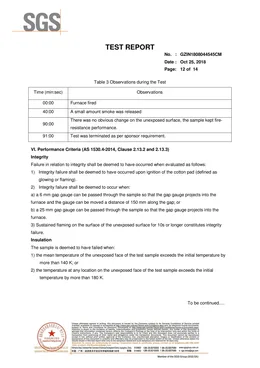 SGS
TEST REPORT
No. : GZIN1808044545CM
Date : Oct 25, 2018
Page: 12 of 14
Table 3 Observations during the Test
Time (min:sec) Observations
00:00 Furnace fired
40:00 A small amount smoke was released
90:00 There was no obvious change on the unexposed surface, the sample kept fire-
resistance performance.
91:00 Test was terminated as per sponsor requirement.
VI. Performance Criteria (AS 1530.4-2014, Clause 2.13.2 and 2.13.3)
Integrity
Failure in relation to integrity shall be deemed to have occurred when evaluated as follows:
1) Integrity failure shall be deemed to have occurred upon ignition of the cotton pad (defined as
glowing or flaming).
2) Integrity failure shall be deemed to occur when:
a) a 6 mm gap gauge can be passed through the sample so that the gap gauge projects into the
furnace and the gauge can be moved a distance of 150 mm along the gap; or
b) a 25 mm gap gauge can be passed through the sample so that the gap gauge projects into the
furnace.
3) Sustained flaming on the surface of the unexposed surface for 10s or longer constitutes integrity
failure.
Insulation
The sample is deemed to have failed when:
1) the mean temperature of the unexposed face of the test sample exceeds the initial temperature by
more than 140 K; or
2) the temperature at any location on the unexposed face of the test sample exceeds the initial
temperature by more than 180 K.
To be continued....
Member of the SGS Group (SGS SA)